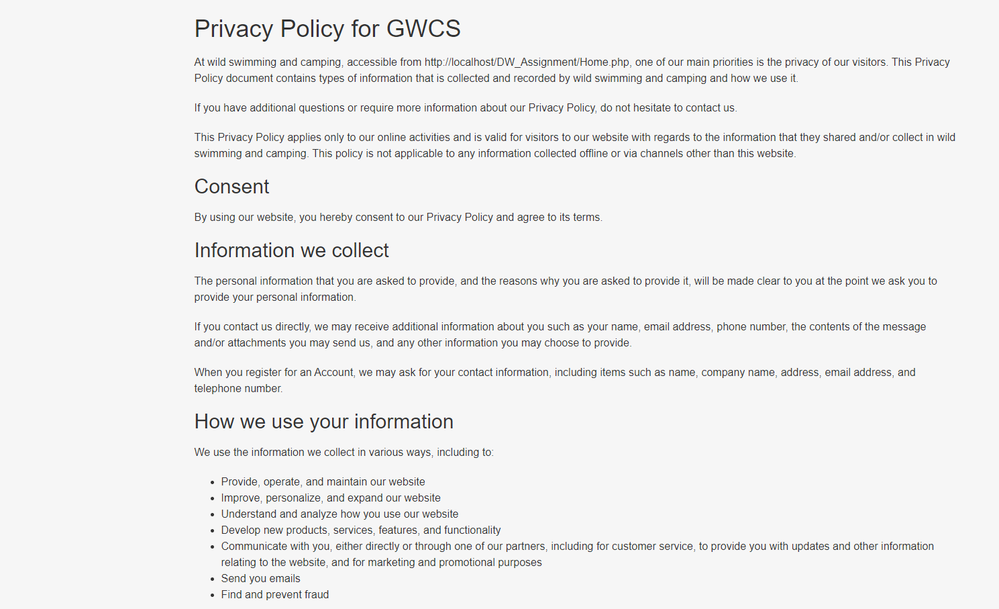 Privacy Policy for GWCS
At wild swimming and camping, accessible from http://localhost/DW_Assignment/Home.php, one of our main priorities is the privacy of our visitors. This Privacy
Policy document contains types of information that is collected and recorded by wild swimming and camping and how we use it.
If you have additional questions or require more information about our Privacy Policy, do not hesitate to contact us.
This Privacy Policy applies only to our online activities and is valid for visitors to our website with regards to the information that they shared and/or collect in wild
swimming and camping. This policy is not applicable to any information collected offline or via channels other than this website.
Consent
By using our website, you hereby consent to our Privacy Policy and agree to its terms.
Information we collect
The personal information that you are asked to provide, and the reasons why you are asked to provide it, will be made clear to you at the point we ask you to
provide your personal information.
If you contact us directly, we may receive additional information about you such as your name, email address, phone number, the contents of the message
and/or attachments you may send us, and any other information you may choose to provide.
When you register for an Account, we may ask for your contact information, including items such as name, company name, address, email address, and
telephone number.
How we use your information
We use the information we collect in various ways, including to:
• Provide, operate, and maintain our website
• Improve, personalize, and expand our website
• Understand and analyze how you use our website
• Develop new products, services, features, and functionality
• Communicate with you, either directly or through one of our partners, including for customer service, to provide you with updates and other information
relating to the website, and for marketing and promotional purposes
• Send you emails
• Find and prevent fraud